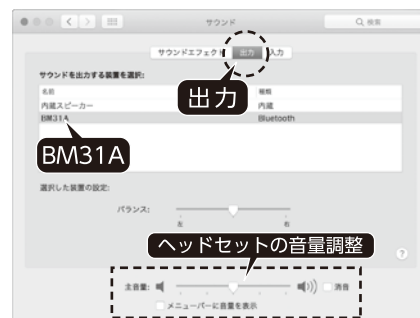 サウンド
検索
サウンドエフェクト 出力 入力
サウンドを出力する装置を選択:
出力
名前 種類
内蔵スピーカー 内蔵
BM31A Bluetooth
BM31A
選択した装置の設定:
バランス:
左 右
ヘッドセットの音量調整
?
主音量: 消音
メニューバーに音量を表示